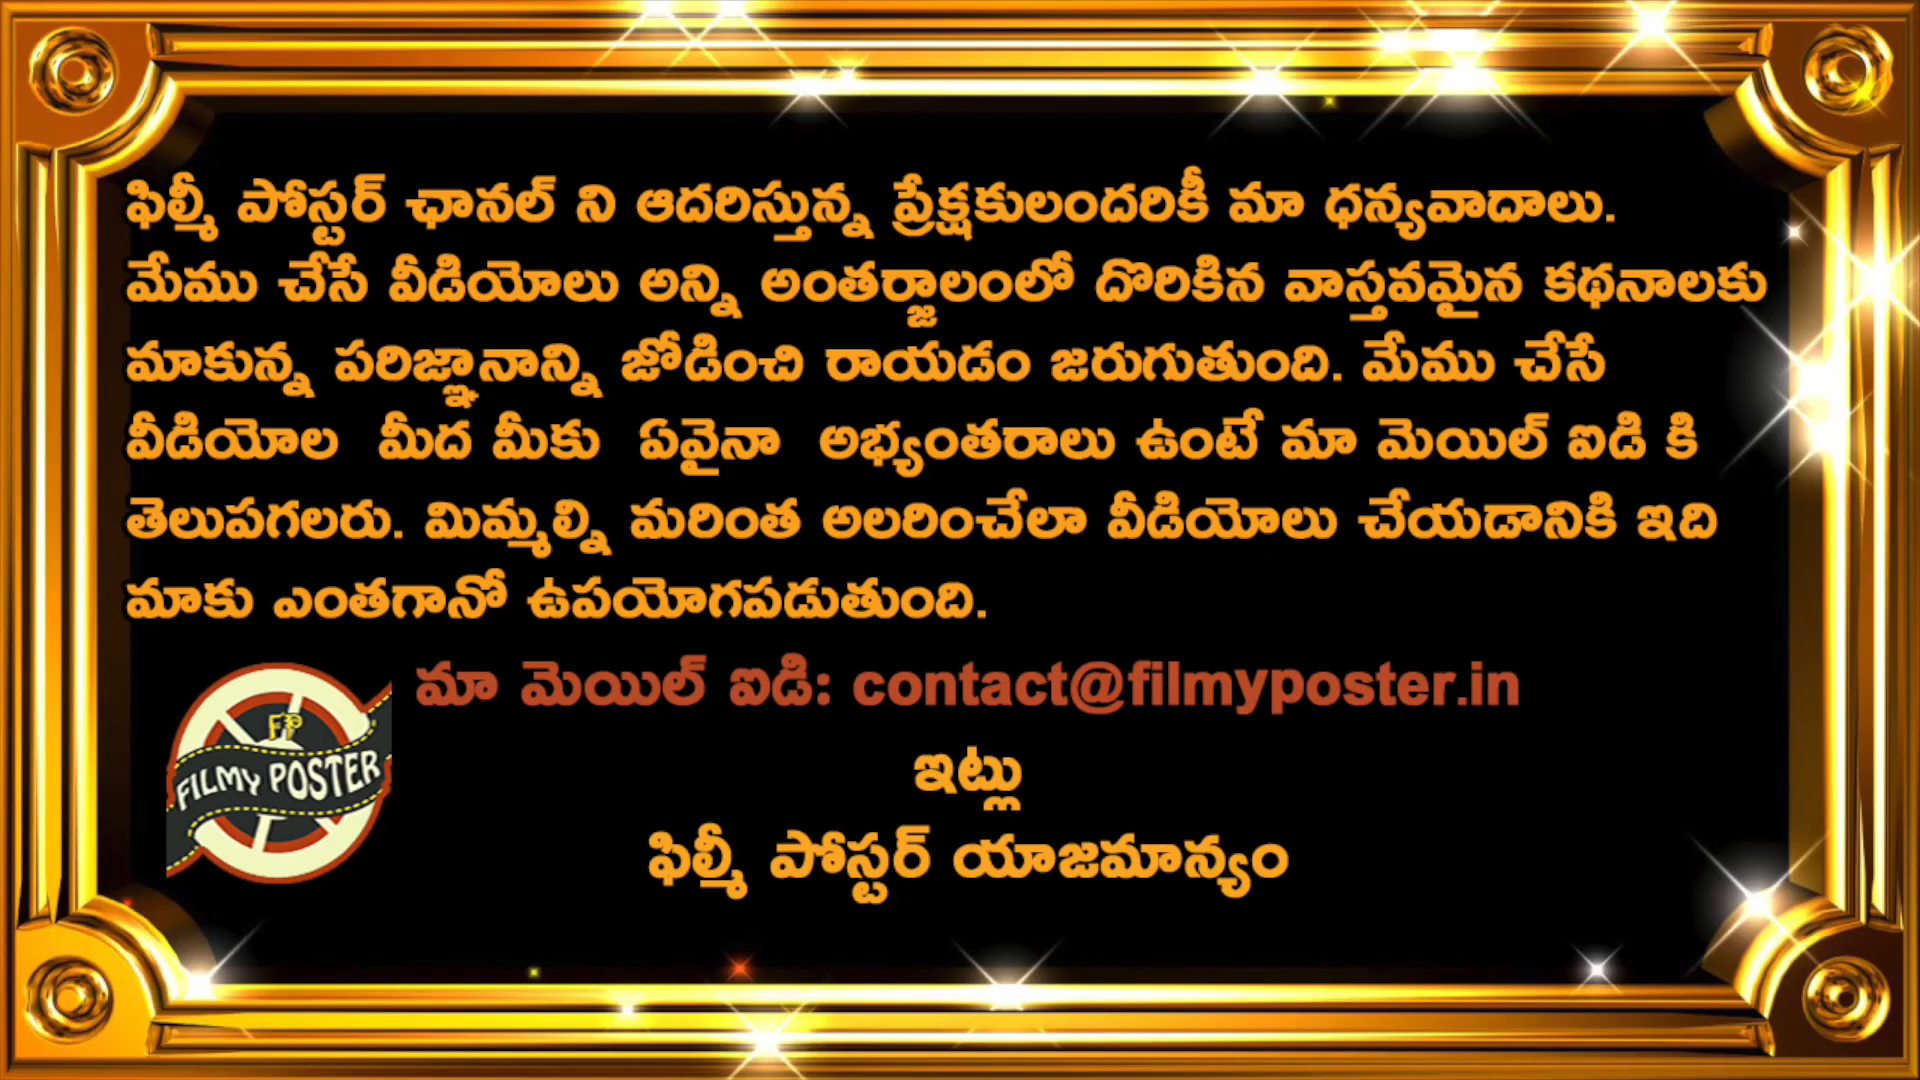 ఫిల్మీ పోస్టర్ ఛానల్ ని ఆదరిస్తున్న ప్రేక్షకులందరికీ మా ధన్యవాదాలు.
మేము చేసే వీడియోలు అన్ని అంతర్జాలంలో దొరికిన వాస్తవమైన కథనాలకు
మాకున్న పరిజ్ఞానాన్ని జోడించి రాయడం జరుగుతుంది. మేము చేసే
వీడియోల మీద మీకు ఏవైనా అభ్యంతరాలు ఉంటే మా మెయిల్ ఐడి కి
తెలుపగలరు. మిమ్మల్ని మరింత అలరించేలా వీడియోలు చేయడానికి ఇది
మాకు ఎంతగానో ఉపయోగపడుతుంది.
మా మెయిల్ ఐడి: contact@filmyposter.in
FP
FILMY POSTER
ఇట్లు
ఫిల్మీ పోస్టర్ యాజమాన్యం